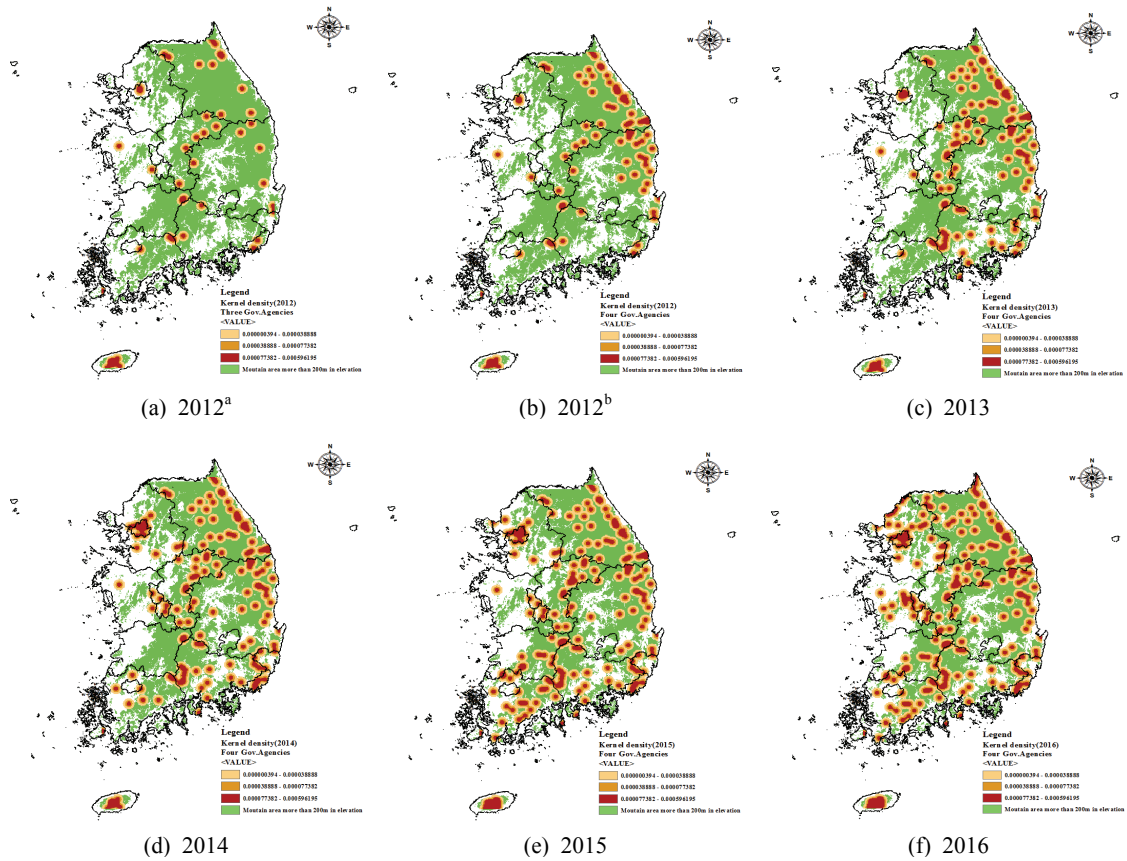 N
W E
S
Legend
Kernel density(2012)
Three Gov.Agencies
<VALUE>
0.000000394 - 0.000038888
0.000038888 - 0.000077382
0.000077382 - 0.000596195
Moutain area more than 200m in elevation
(a) 2012a
N
W E
S
Legend
Kernel density(2012)
Four Gov.Agencies
<VALUE>
0.000000394 - 0.000038888
0.000038888 - 0.000077382
0.000077382 - 0.000596195
Moutain area more than 200m in elevation
(b) 2012b
N
W E
S
Legend
Kernel density(2013)
Four Gov.Agencies
<VALUE>
0.000000394 - 0.000038888
0.000038888 - 0.000077382
0.000077382 - 0.000596195
Moutain area more than 200m in elevation
(c) 2013
N
W E
S
Legend
Kernel density(2014)
Four Gov.Agencies
<VALUE>
0.000000394 - 0.000038888
0.000038888 - 0.000077382
0.000077382 - 0.000596195
Moutain area more than 200m in elevation
(d) 2014
N
W E
S
Legend
Kernel density(2015)
Four Gov.Agencies
<VALUE>
0.000000394 - 0.000038888
0.000038888 - 0.000077382
0.000077382 - 0.000596195
Moutain area more than 200m in elevation
(e) 2015
N
W E
S
Legend
Kernel density(2016)
Four Gov.Agencies
<VALUE>
0.000000394 - 0.000038888
0.000038888 - 0.000077382
0.000077382 - 0.000596195
Moutain area more than 200m in elevation
(f) 2016